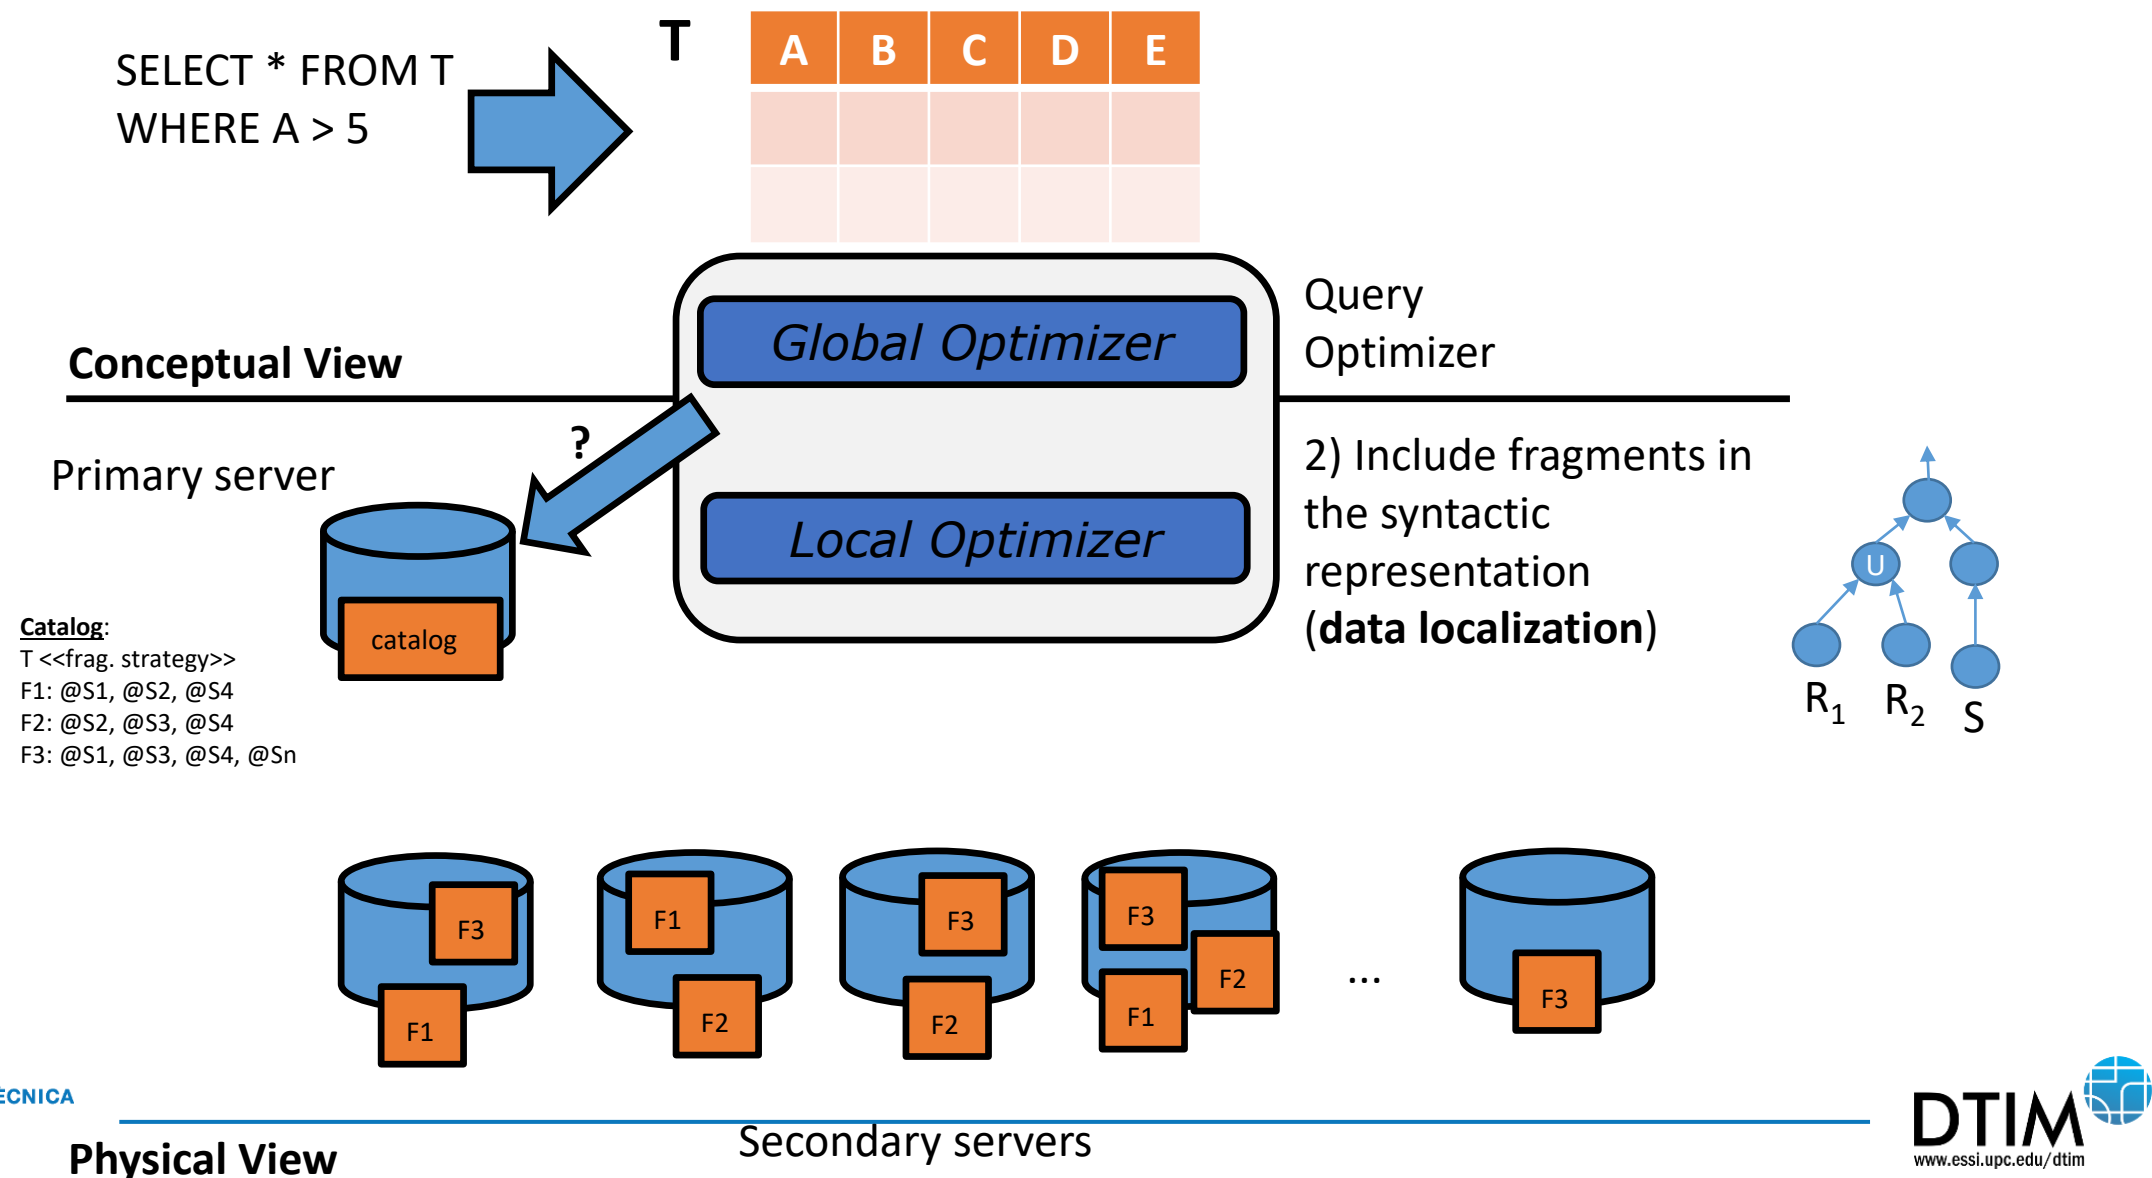 SELECT * FROM T
WHERE A > 5
T
A B C D E
Global Optimizer
Query
Optimizer
Conceptual View
?
Primary server
Local Optimizer
2) Include fragments in
the syntactic
representation
(data localization)
U
R1 R2 S
catalog
Catalog:
T <<frag. strategy>>
F1: @S1, @S2, @S4
F2: @S2, @S3, @S4
F3: @S1, @S3, @S4, @Sn
F3
F1
F1
F2
F3
F2
F3
F2
F1
...
F3
ÈCNICA
Secondary servers
Physical View
DTIM
www.essi.upc.edu/dtim